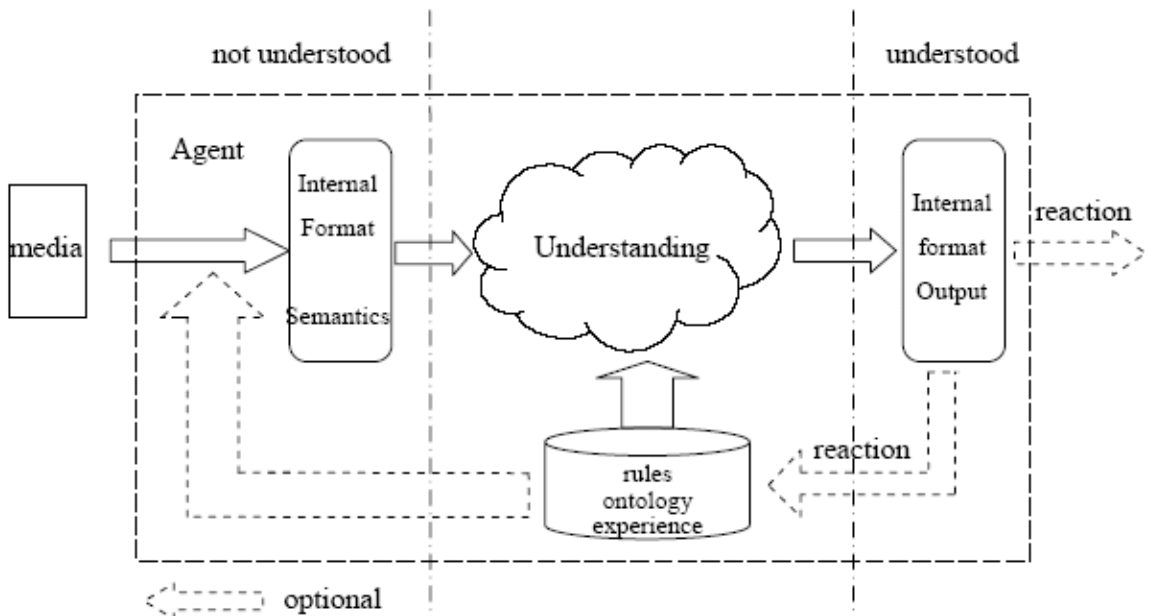 not understood
understood
Agent
media
Internal
Format
Semantics
Understanding
Internal
format
Output
reaction
reaction
rules
ontology
experience
optional